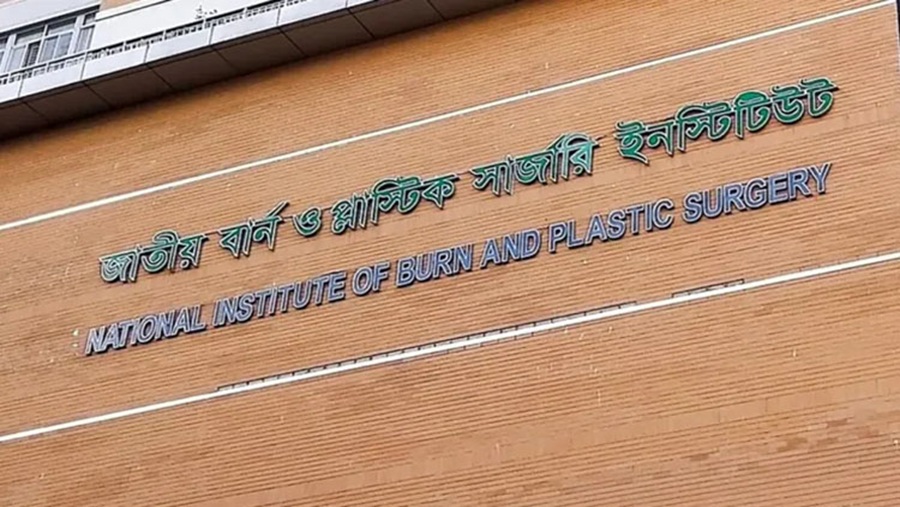 জাতীয় বার্ন ও প্লাস্টিক সার্জারি ইনস্টিটিউট
NATIONAL INSTITUTE OF BURN AND PLASTIC SURGERY